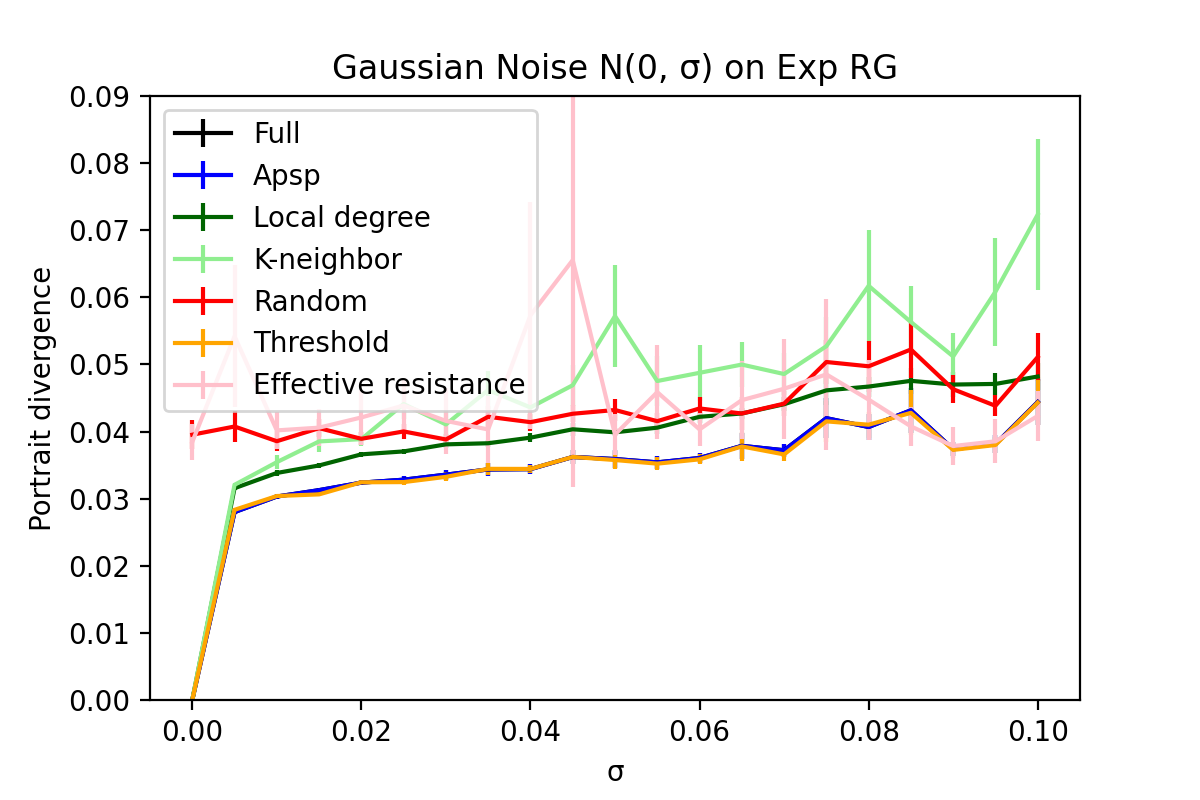 Gaussian Noise N(0, σ) on Exp RG
Portrait divergence
0.09
0.08
0.07
0.06
0.05
0.04
0.03
0.02
0.01
0.00
Full
Apsp
Local degree
K-neighbor
Random
Threshold
Effective resistance
0.00 0.02 0.04 0.06 0.08 0.10
σ